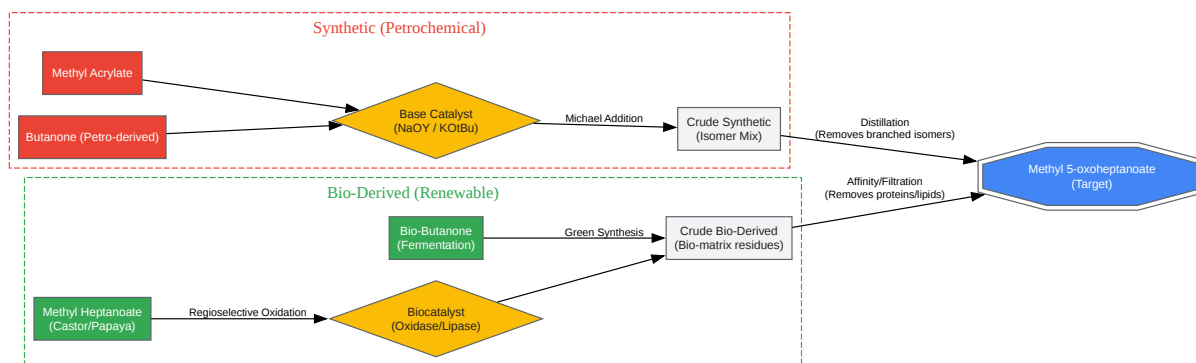 Synthetic (Petrochemical)
Methyl Acrylate
Butanone (Petro-derived)
Base Catalyst
(NaOY / KOtBu)
Michael Addition
Crude Synthetic
(Isomer Mix)
Distillation
(Removes branched isomers)
Methyl 5-oxoheptanoate
(Target)
Bio-Derived (Renewable)
Affinity/Filtration
(Removes proteins/lipids)
Bio-Butanone
(Fermentation)
Green Synthesis
Crude Bio-Derived
(Bio-matrix residues)
Methyl Heptanoate
(Castor/Papaya)
Regioselective Oxidation
Biocatalyst
(Oxidase/Lipase)